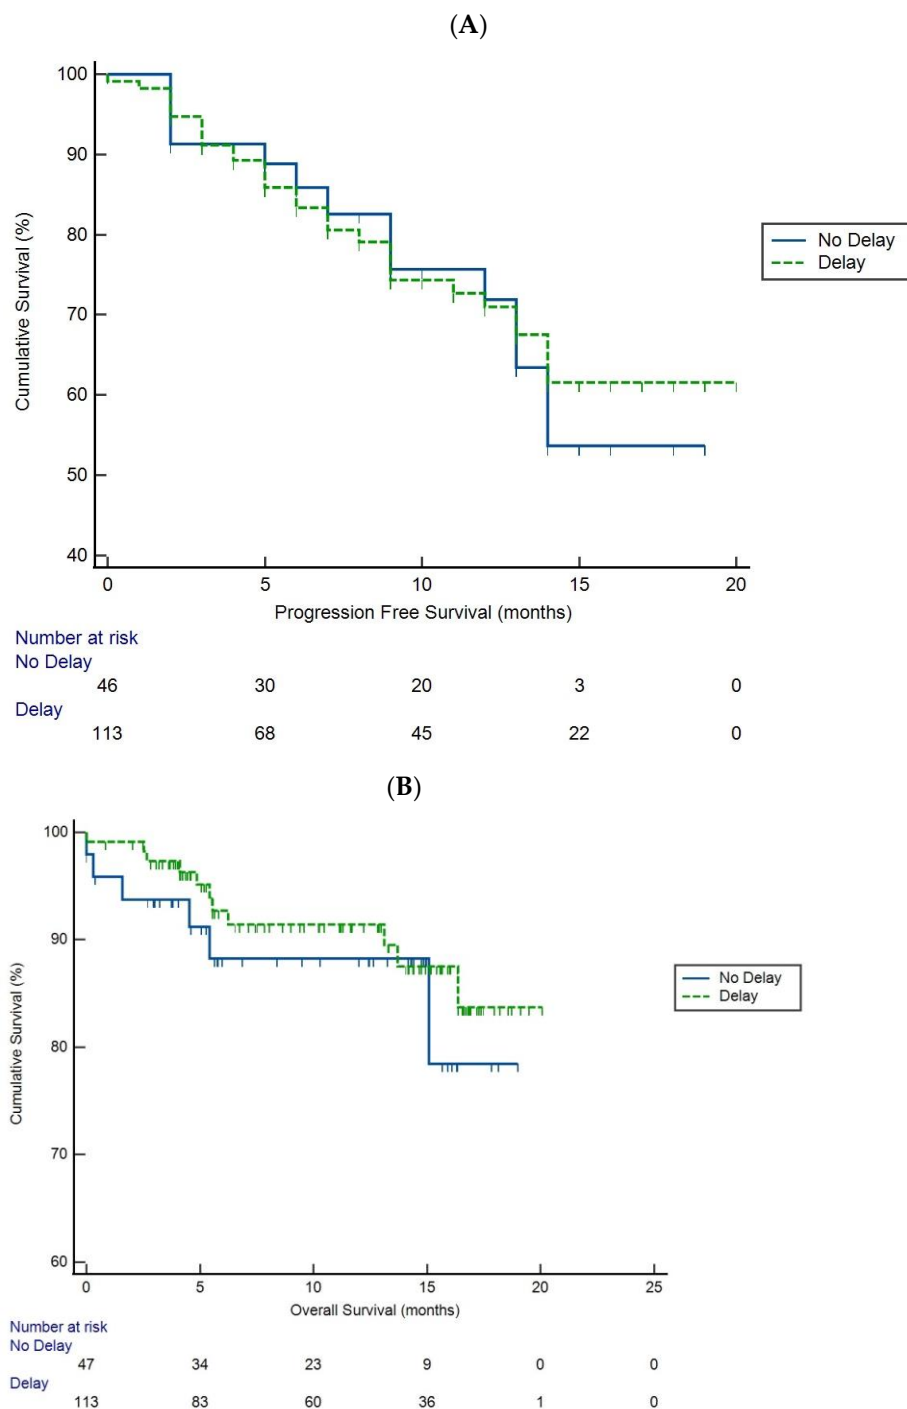 (A)
100
90
80
70
60
50
40
Cumulative Survival (%)
No Delay
Delay
0 5 10 15 20
Progression Free Survival (months)
Number at risk
No Delay
46 30 20 3 0
Delay
113 68 45 22 0
(B)
100
90
80
70
60
Cumulative Survival (%)
No Delay
Delay
0 5 10 15 20 25
Overall Survival (months)
Number at risk
No Delay
47 34 23 9 0 0
Delay
113 83 60 36 1 0